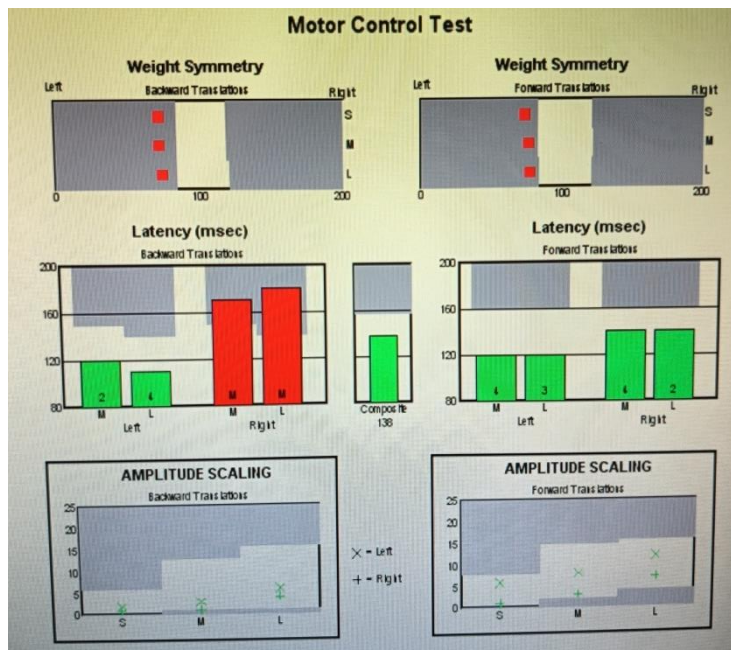 Motor Control Test
Weight Symmetry
Left Backward Translations Right
S
M
L
0 100 200
Weight Symmetry
Left Forward Translations Right
S
M
L
0 100 200
Latency (msec)
Backward Translations
200
160
120
80
2 4 M M
M L M L
Left Right
Composite
138
Latency (msec)
Forward Translations
200
160
120
80
4 3 4 2
M L M L
Left Right
AMPLITUDE SCALING
Backward Translations
25
20
15
10
5
0
S M L
× - Left
+ - Right
AMPLITUDE SCALING
Forward Translations
25
20
15
10
5
0
S M L